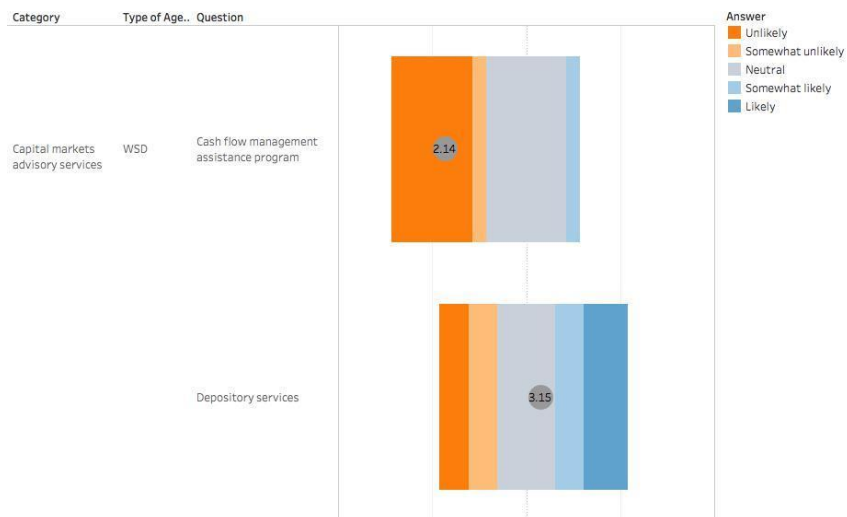 Category Type of Age.. Question
Answer
Unlikely
Somewhat unlikely
Neutral
Somewhat likely
Likely
Capital markets
advisory services
WSD
Cash flow management
assistance program
2.14
Depository services
3.15